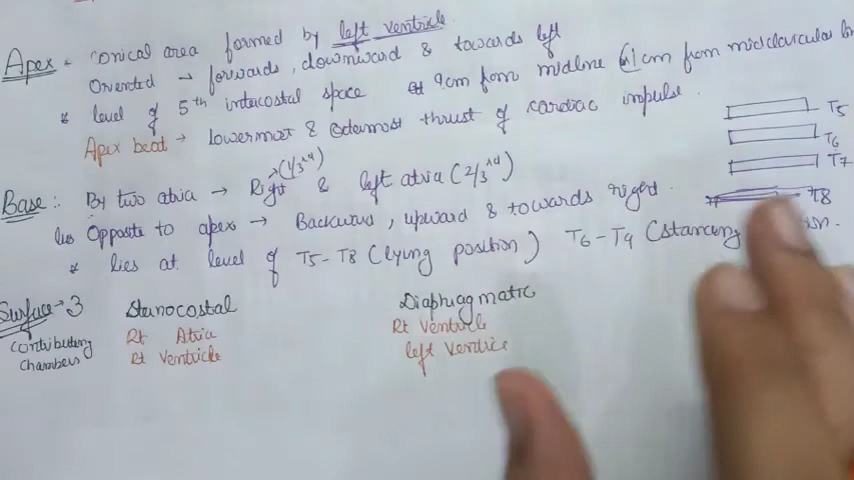 Apex - conical area formed by left ventricle.
Oriented → forwards, downward & towards left
* level of 5th intercostal space 9cm from midline (1cm from midclavicular
Apex beat → lowermost & outermost thrust of cardiac impulse.
T5
T6
T7
T8
Base:. By two atria → Right (1/3rd) & left atria (2/3rd)
lies Opposite to apex → Backwards, upward & towards right.
* lies at level of T5-T8 (lying position) T6-T9 (standing
Surface → 3 Sternocostal Diaphragmatic
contributing chambers
Rt Atria Rt Ventricle
Rt Ventricle left Ventricle